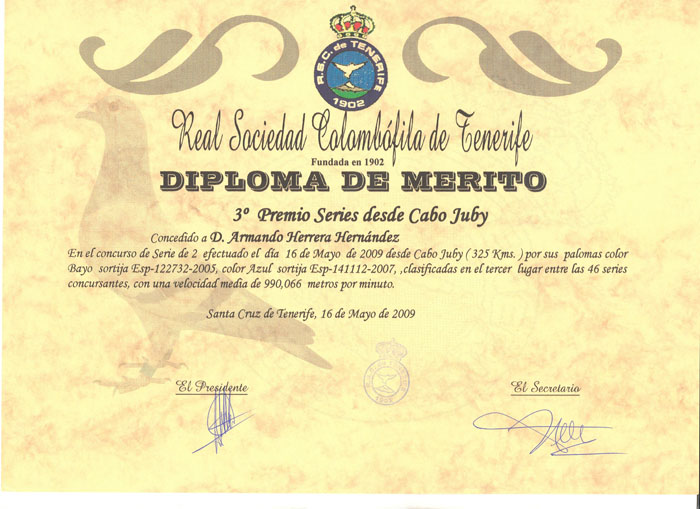 R.S.C. de TENERIFE
1902
Real Sociedad Colombófila de Tenerife
Fundada en 1902
DIPLOMA DE MERITO
3º Premio Series desde Cabo Juby
Concedido a D. Armando Herrera Hernández
En el concurso de Serie de 2 efectuado el día 16 de Mayo de 2009 desde Cabo Juby ( 325 Kms. ) por sus palomas color
Bayo sortija Esp-122732-2005, color Azul sortija Esp-141112-2007, ,clasificadas en el tercer lugar entre las 46 series
concursantes, con una velocidad media de 990,066 metros por minuto.
Santa Cruz de Tenerife, 16 de Mayo de 2009
El Presidente
El Secretario